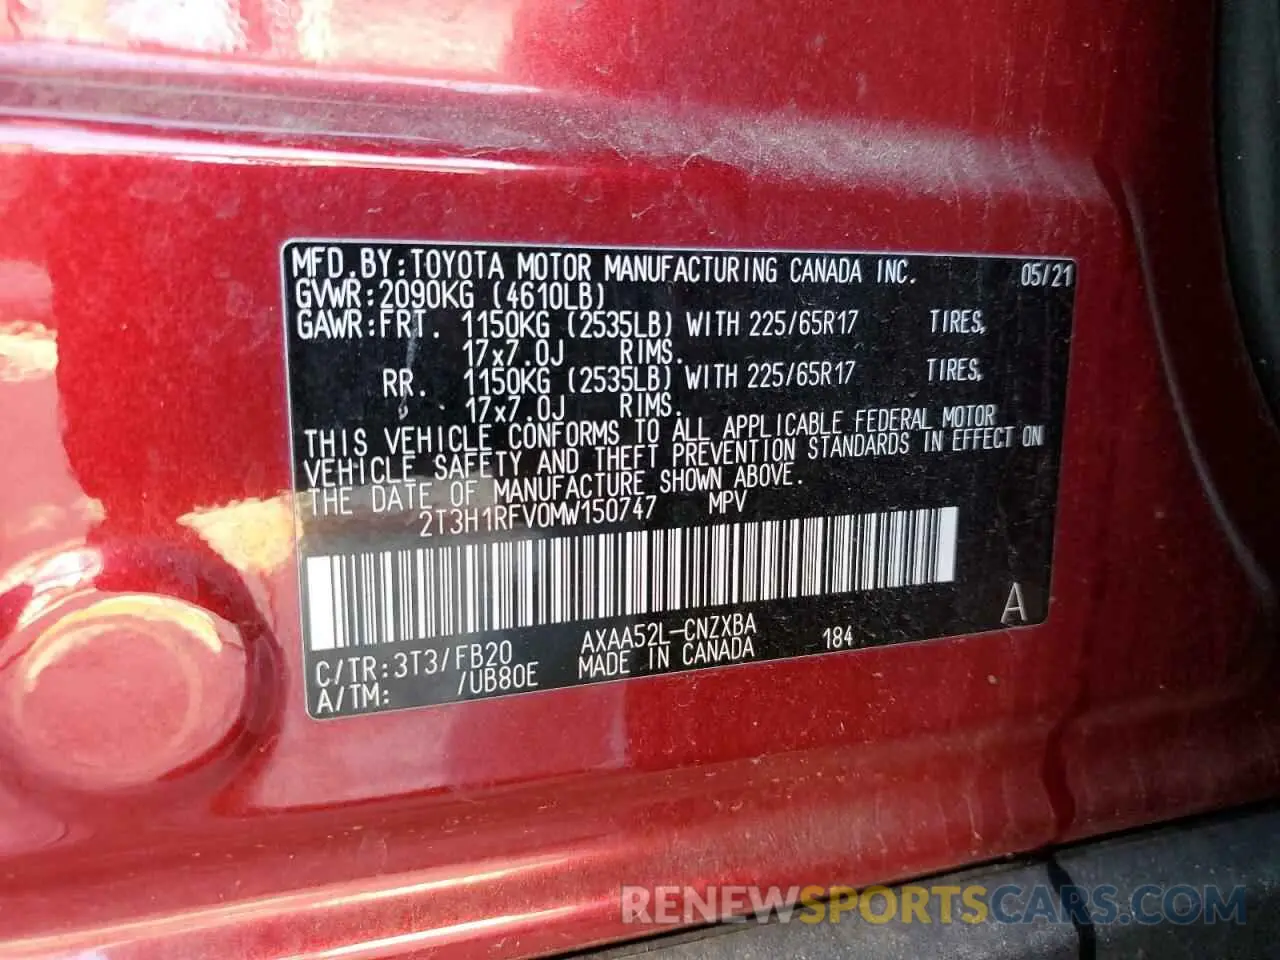 MFD.BY:TOYOTA MOTOR MANUFACTURING CANADA INC. 05/21
GVWR:2090KG (4610LB)
GAWR:FRT. 1150KG (2535LB) WITH 225/65R17 TIRES,
17x7.0J RIMS.
RR. 1150KG (2535LB) WITH 225/65R17 TIRES,
17x7.0J RIMS.
THIS VEHICLE CONFORMS TO ALL APPLICABLE FEDERAL MOTOR
VEHICLE SAFETY AND THEFT PREVENTION STANDARDS IN EFFECT ON
THE DATE OF MANUFACTURE SHOWN ABOVE.
2T3H1RFV0MW150747 MPV
A
C/TR:3T3/FB20 AXAA52L-CNZXBA 184
A/TM: /UB80E MADE IN CANADA
RENEWSPORTSCARS.COM